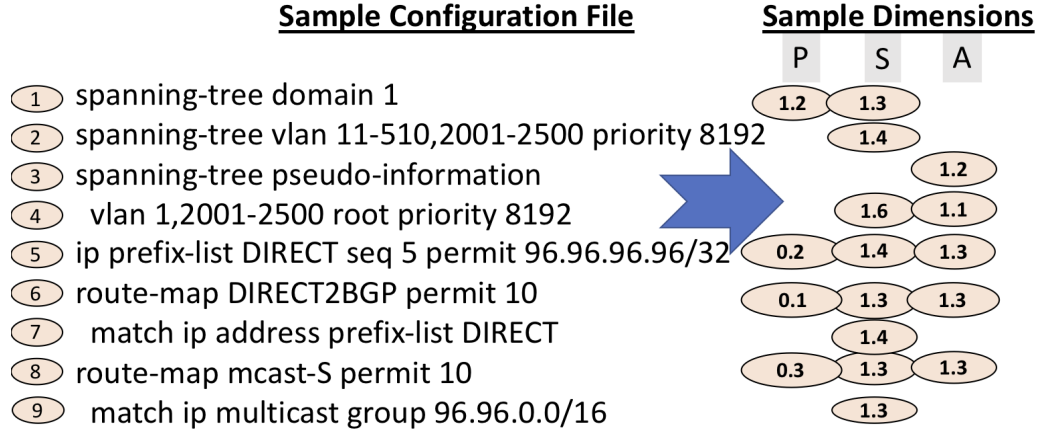 Sample Configuration File Sample Dimensions
P S A
1 spanning-tree domain 1 1.2 1.3
2 spanning-tree vlan 11-510,2001-2500 priority 8192 1.4
3 spanning-tree pseudo-information 1.2
4 vlan 1,2001-2500 root priority 8192 1.6 1.1
5 ip prefix-list DIRECT seq 5 permit 96.96.96.96/32 0.2 1.4 1.3
6 route-map DIRECT2BGP permit 10 0.1 1.3 1.3
7 match ip address prefix-list DIRECT 1.4
8 route-map mcast-S permit 10 0.3 1.3 1.3
9 match ip multicast group 96.96.0.0/16 1.3